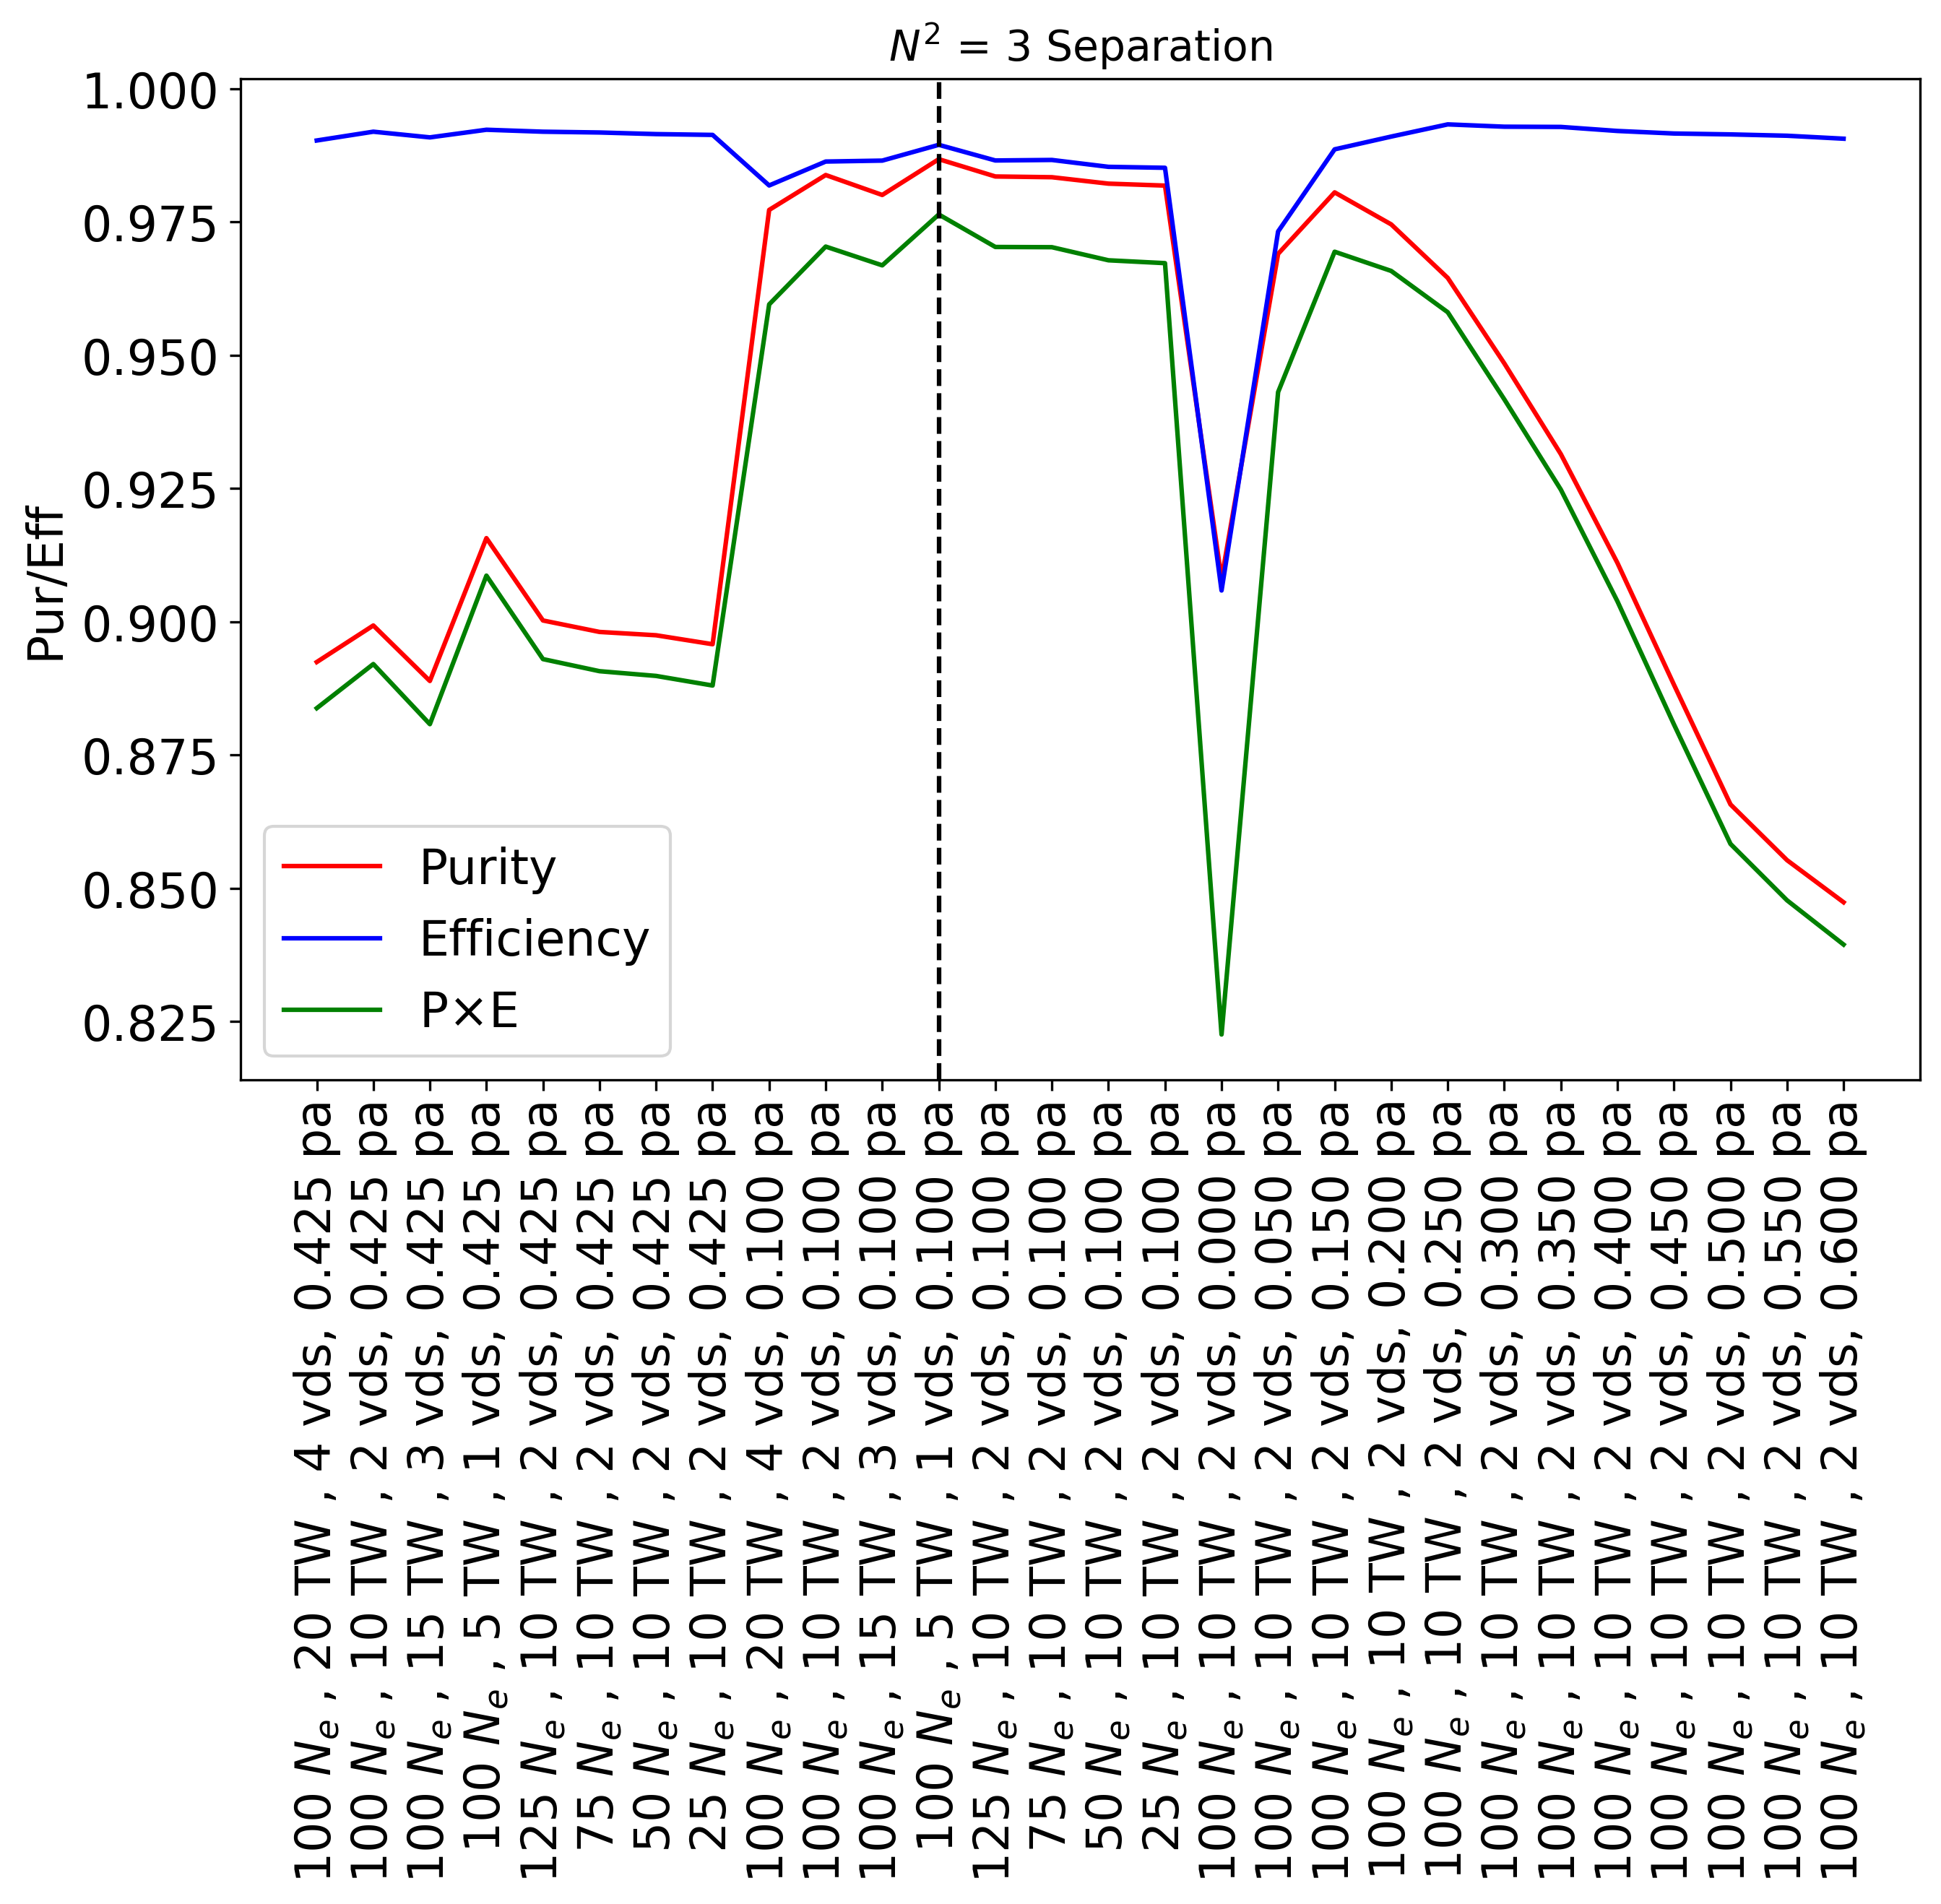 N² = 3 Separation
Pur/Eff
1.000
0.975
0.950
0.925
0.900
0.875
0.850
0.825
Purity
Efficiency
P×E
100 Nₑ, 20 TW, 4 vds, 0.425 pa
100 Nₑ, 10 TW, 2 vds, 0.425 pa
100 Nₑ, 15 TW, 3 vds, 0.425 pa
100 Nₑ, 5 TW, 1 vds, 0.425 pa
125 Nₑ, 10 TW, 2 vds, 0.425 pa
75 Nₑ, 10 TW, 2 vds, 0.425 pa
50 Nₑ, 10 TW, 2 vds, 0.425 pa
25 Nₑ, 10 TW, 2 vds, 0.425 pa
100 Nₑ, 20 TW, 4 vds, 0.100 pa
100 Nₑ, 10 TW, 2 vds, 0.100 pa
100 Nₑ, 15 TW, 3 vds, 0.100 pa
100 Nₑ, 5 TW, 1 vds, 0.100 pa
125 Nₑ, 10 TW, 2 vds, 0.100 pa
75 Nₑ, 10 TW, 2 vds, 0.100 pa
50 Nₑ, 10 TW, 2 vds, 0.100 pa
25 Nₑ, 10 TW, 2 vds, 0.100 pa
100 Nₑ, 10 TW, 2 vds, 0.000 pa
100 Nₑ, 10 TW, 2 vds, 0.050 pa
100 Nₑ, 10 TW, 2 vds, 0.150 pa
100 Nₑ, 10 TW, 2 vds, 0.200 pa
100 Nₑ, 10 TW, 2 vds, 0.250 pa
100 Nₑ, 10 TW, 2 vds, 0.300 pa
100 Nₑ, 10 TW, 2 vds, 0.350 pa
100 Nₑ, 10 TW, 2 vds, 0.400 pa
100 Nₑ, 10 TW, 2 vds, 0.450 pa
100 Nₑ, 10 TW, 2 vds, 0.500 pa
100 Nₑ, 10 TW, 2 vds, 0.550 pa
100 Nₑ, 10 TW, 2 vds, 0.600 pa